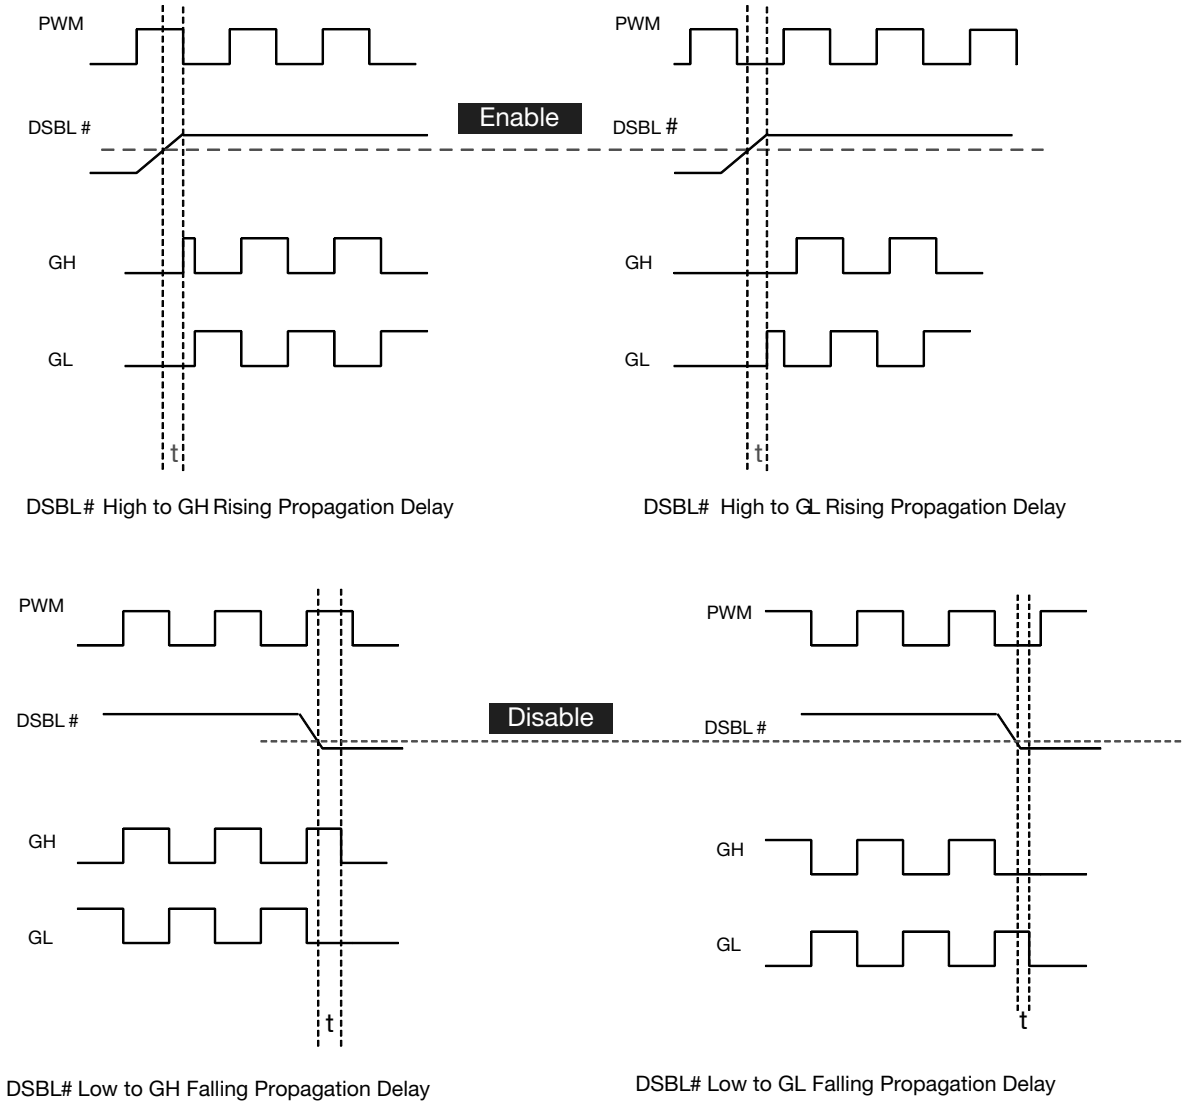 PWM
DSBL #
GH
GL
t
DSBL# High to GH Rising Propagation Delay
Enable
PWM
DSBL #
GH
GL
t
DSBL# High to GL Rising Propagation Delay
PWM
DSBL #
GH
GL
t
DSBL# Low to GH Falling Propagation Delay
Disable
PWM
DSBL #
GH
GL
t
DSBL# Low to GL Falling Propagation Delay